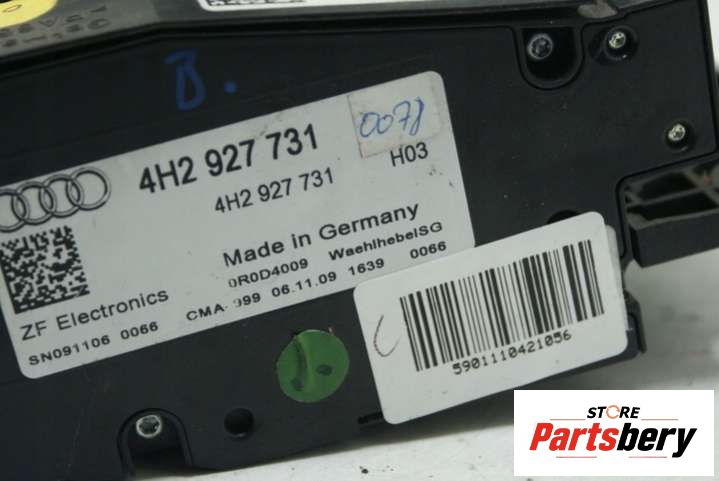 B.
4H2 927 731
0078
4H2 927 731
H03
Made in Germany
0R0D4009 WaehlhebelSG
ZF Electronics
CMA- 999 06.11.09 1639 0066
SN091106 0066
5901110421056
STORE
Partsbery